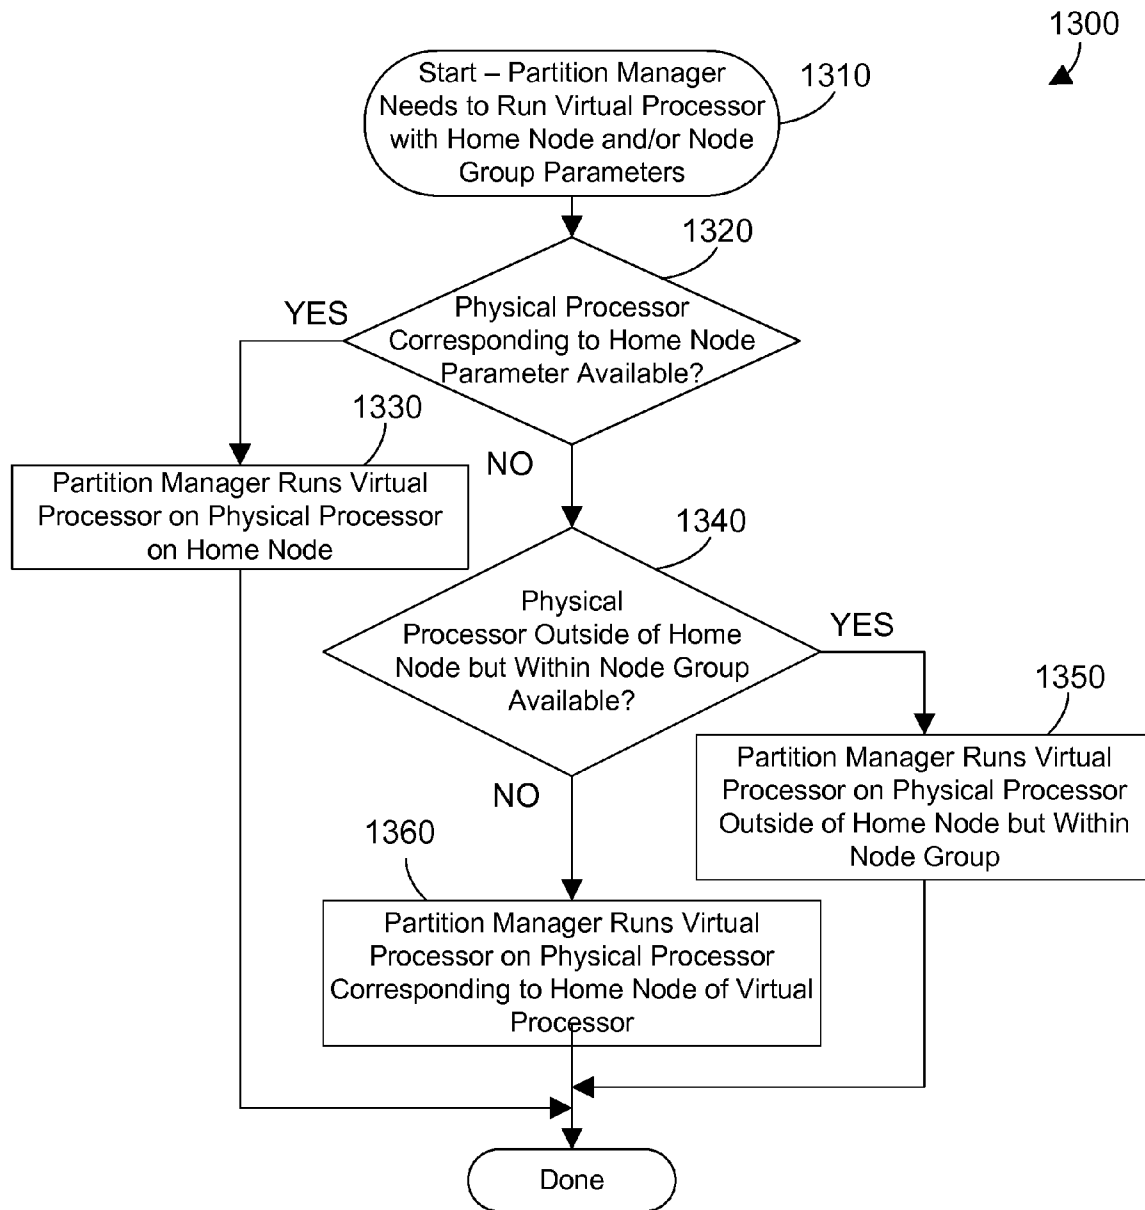 1300
Start – Partition Manager
Needs to Run Virtual Processor
with Home Node and/or Node
Group Parameters
1310
1320
Physical Processor
Corresponding to Home Node
Parameter Available?
YES
NO
1330
Partition Manager Runs Virtual
Processor on Physical Processor
on Home Node
1340
Physical
Processor Outside of Home
Node but Within Node Group
Available?
YES
NO
1350
Partition Manager Runs Virtual
Processor on Physical Processor
Outside of Home Node but Within
Node Group
1360
Partition Manager Runs Virtual
Processor on Physical Processor
Corresponding to Home Node of Virtual
Processor
Done